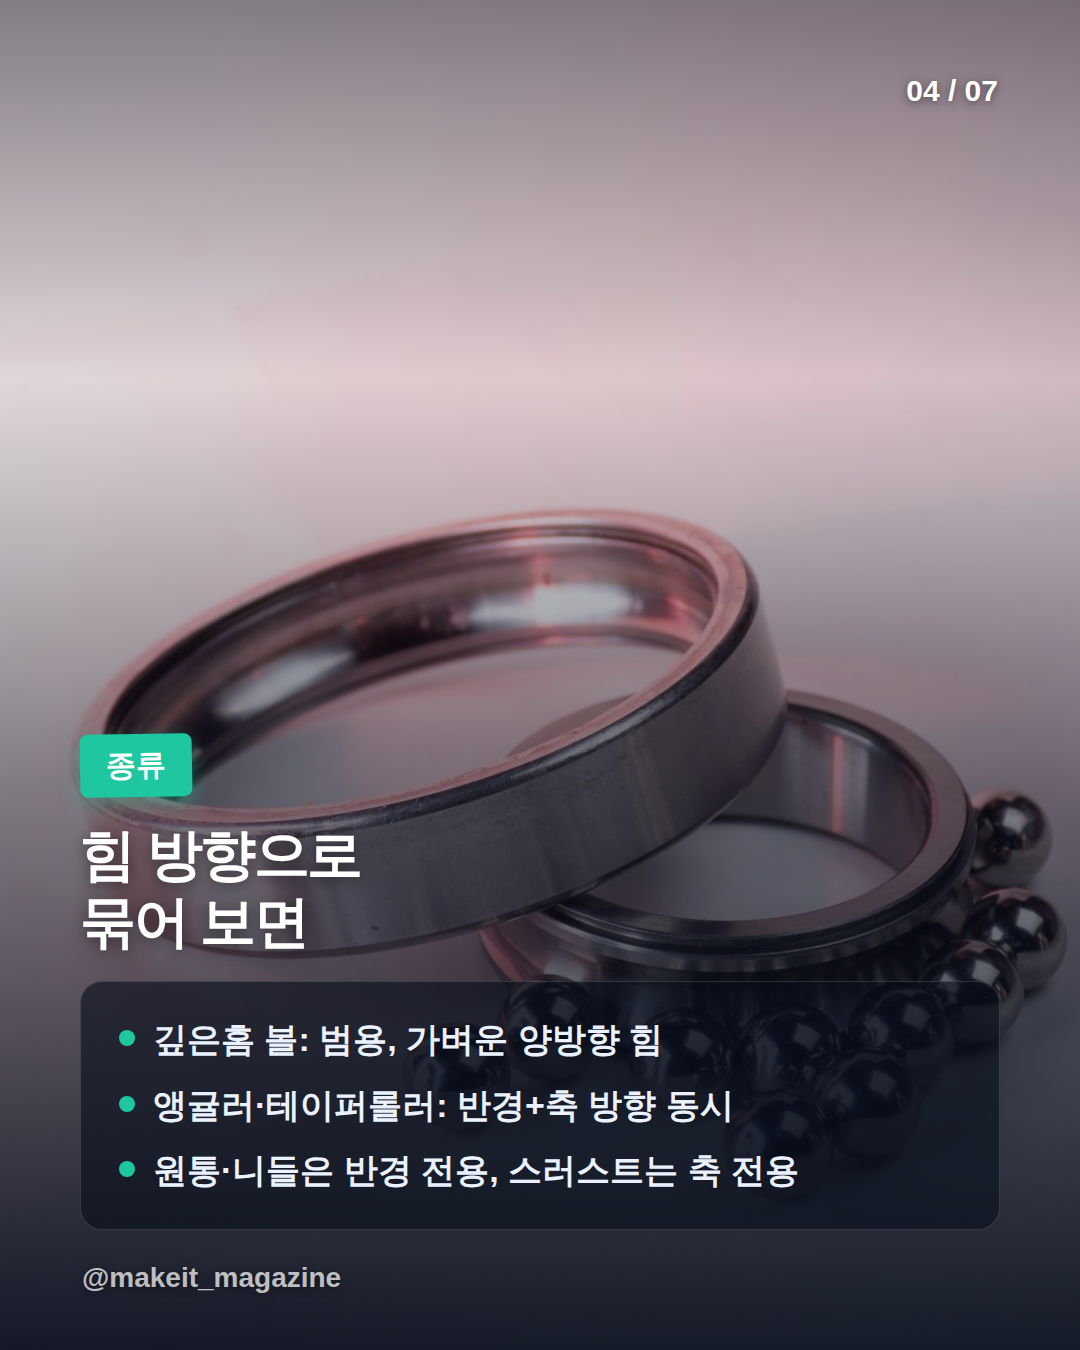 04 / 07
종류
힘 방향으로
묶어 보면
깊은홈 볼: 범용, 가벼운 양방향 힘
앵귤러·테이퍼롤러: 반경+축 방향 동시
원통·니들은 반경 전용, 스러스트는 축 전용
@makeit_magazine